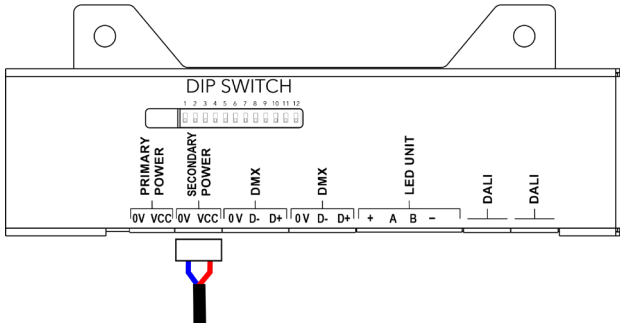 DIP SWITCH
1 2 3 4 5 6 7 8 9 10 11 12
PRIMARY
POWER
SECONDARY
POWER
DMX
DMX
LED UNIT
DALI
DALI
0V VCC 0V VCC 0V D- D+ 0V D- D+ + A B −